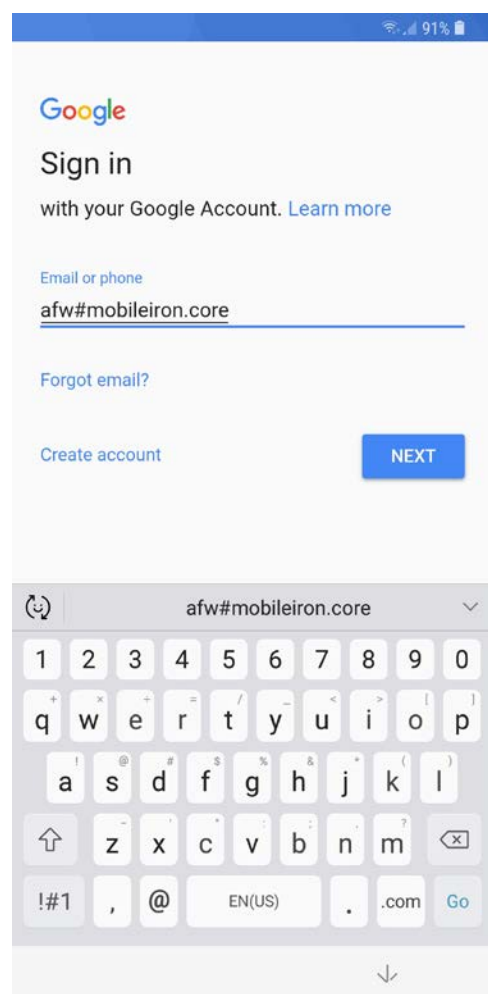 91%
Google
Sign in
with your Google Account. Learn more
Email or phone
afw#mobileiron.core
Forgot email?
Create account NEXT
afw#mobileiron.core
1 2 3 4 5 6 7 8 9 0
+ × ÷ = / _ < > [ ]
q w e r t y u i o p
! @ # $ % & * ( )
a s d f g h j k l
- ' " : ; , ?
z x c v b n m
!#1 , @ EN(US) . .com Go